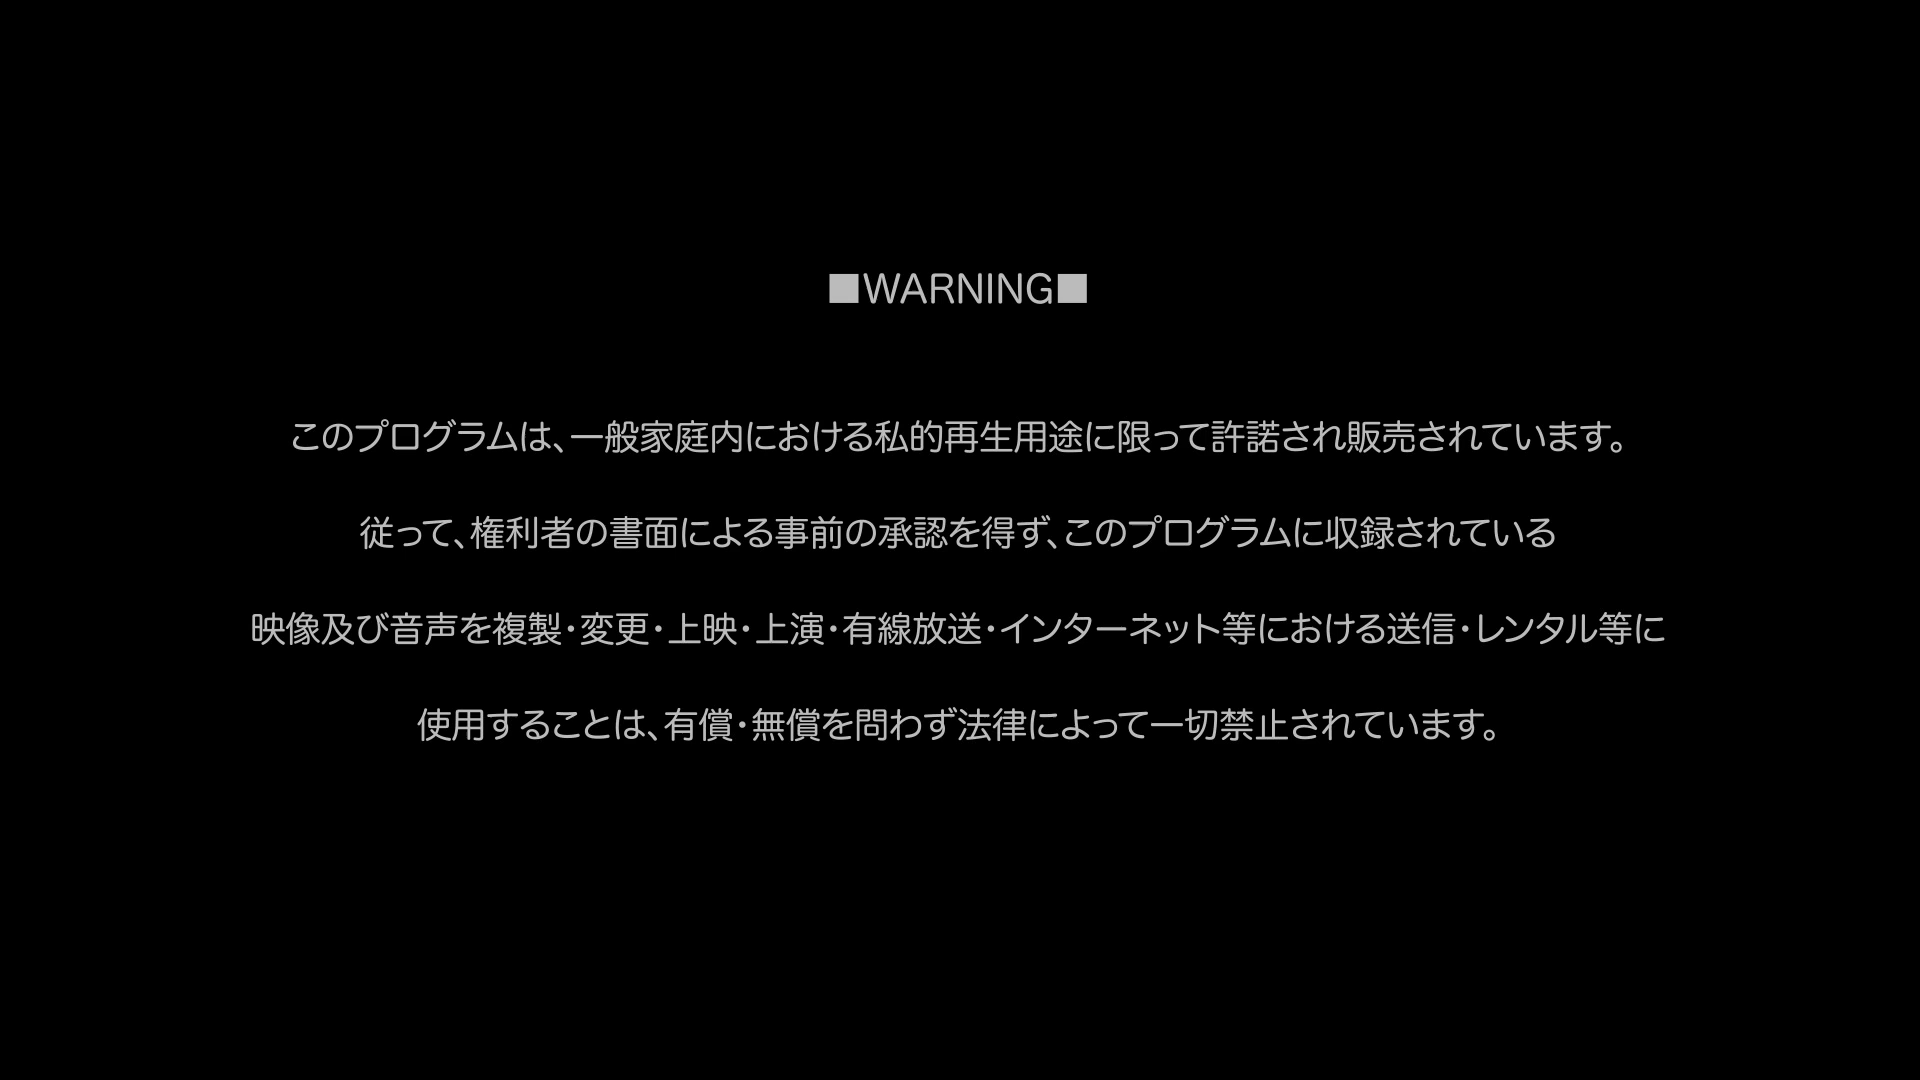 ■WARNING■
このプログラムは、一般家庭内における私的再生用途に限って許諾され販売されています。
従って、権利者の書面による事前の承認を得ず、このプログラムに収録されている
映像及び音声を複製・変更・上映・上演・有線放送・インターネット等における送信・レンタル等に
使用することは、有償・無償を問わず法律によって一切禁止されています。